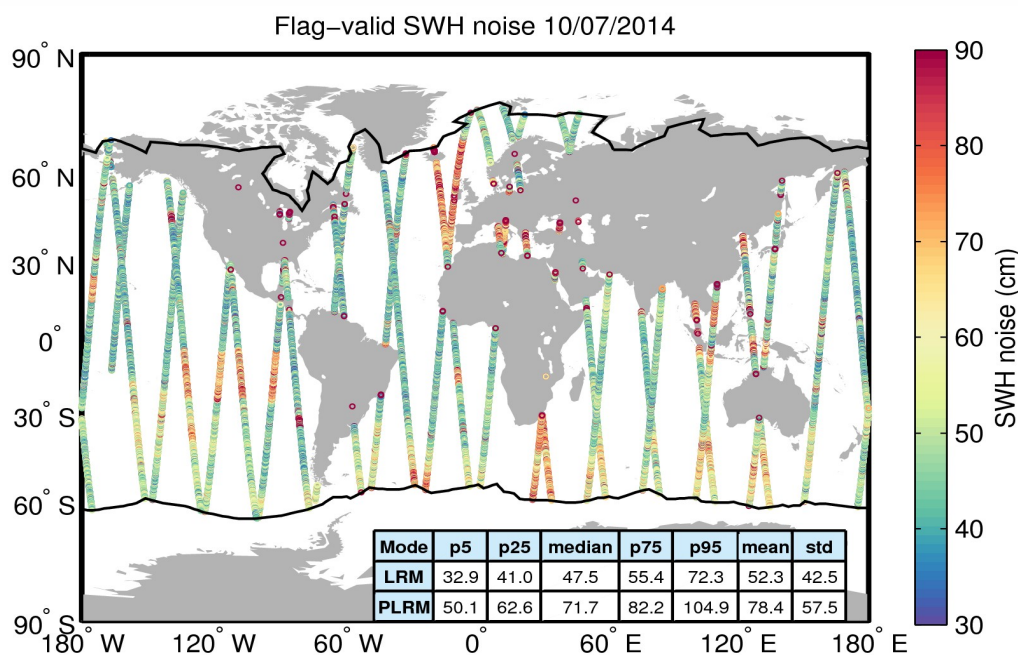 Flag−valid SWH noise 10/07/2014
90° N
60° N
30° N
0°
30° S
60° S
90° S
180° W
120° W
60° W
0°
60° E
120° E
180° E
90
80
70
60
50
40
30
SWH noise (cm)
Mode p5 p25 median p75 p95 mean std
LRM 32.9 41.0 47.5 55.4 72.3 52.3 42.5
PLRM 50.1 62.6 71.7 82.2 104.9 78.4 57.5